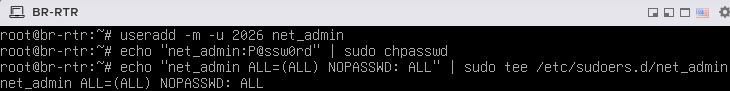 BR-RTR
root@br-rtr:~# useradd -m -u 2026 net_admin
root@br-rtr:~# echo "net_admin:P@ssw0rd" | sudo chpasswd
root@br-rtr:~# echo "net_admin ALL=(ALL) NOPASSWD: ALL" | sudo tee /etc/sudoers.d/net_admin
net_admin ALL=(ALL) NOPASSWD: ALL